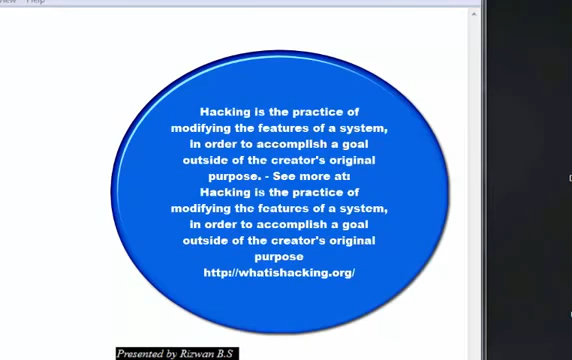 Help
Hacking is the practice of
modifying the features of a system,
in order to accomplish a goal
outside of the creator's original
purpose. - See more at:
Hacking is the practice of
modifying the features of a system,
in order to accomplish a goal
outside of the creator's original
purpose
http://whatishacking.org/
Presented by Rizwan B.S